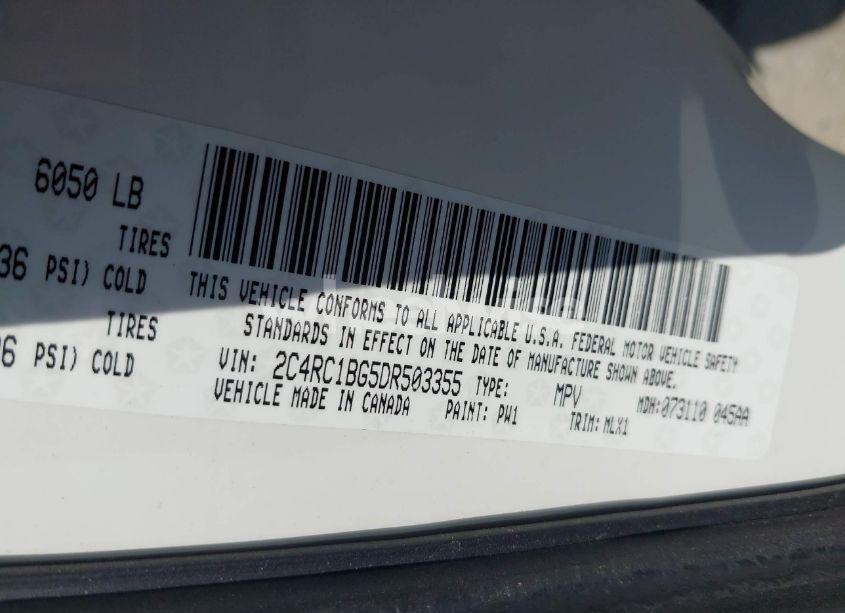 6050 LB
TIRES
36 PSI) COLD
TIRES
36 PSI) COLD
THIS VEHICLE CONFORMS TO ALL APPLICABLE U.S.A. FEDERAL MOTOR VEHICLE SAFETY
STANDARDS IN EFFECT ON THE DATE OF MANUFACTURE SHOWN ABOVE.
VIN: 2C4RC1BG5DR503355 TYPE: MPV MDH:073110 045AA
VEHICLE MADE IN CANADA PAINT: PW1 TRIM: MLX1